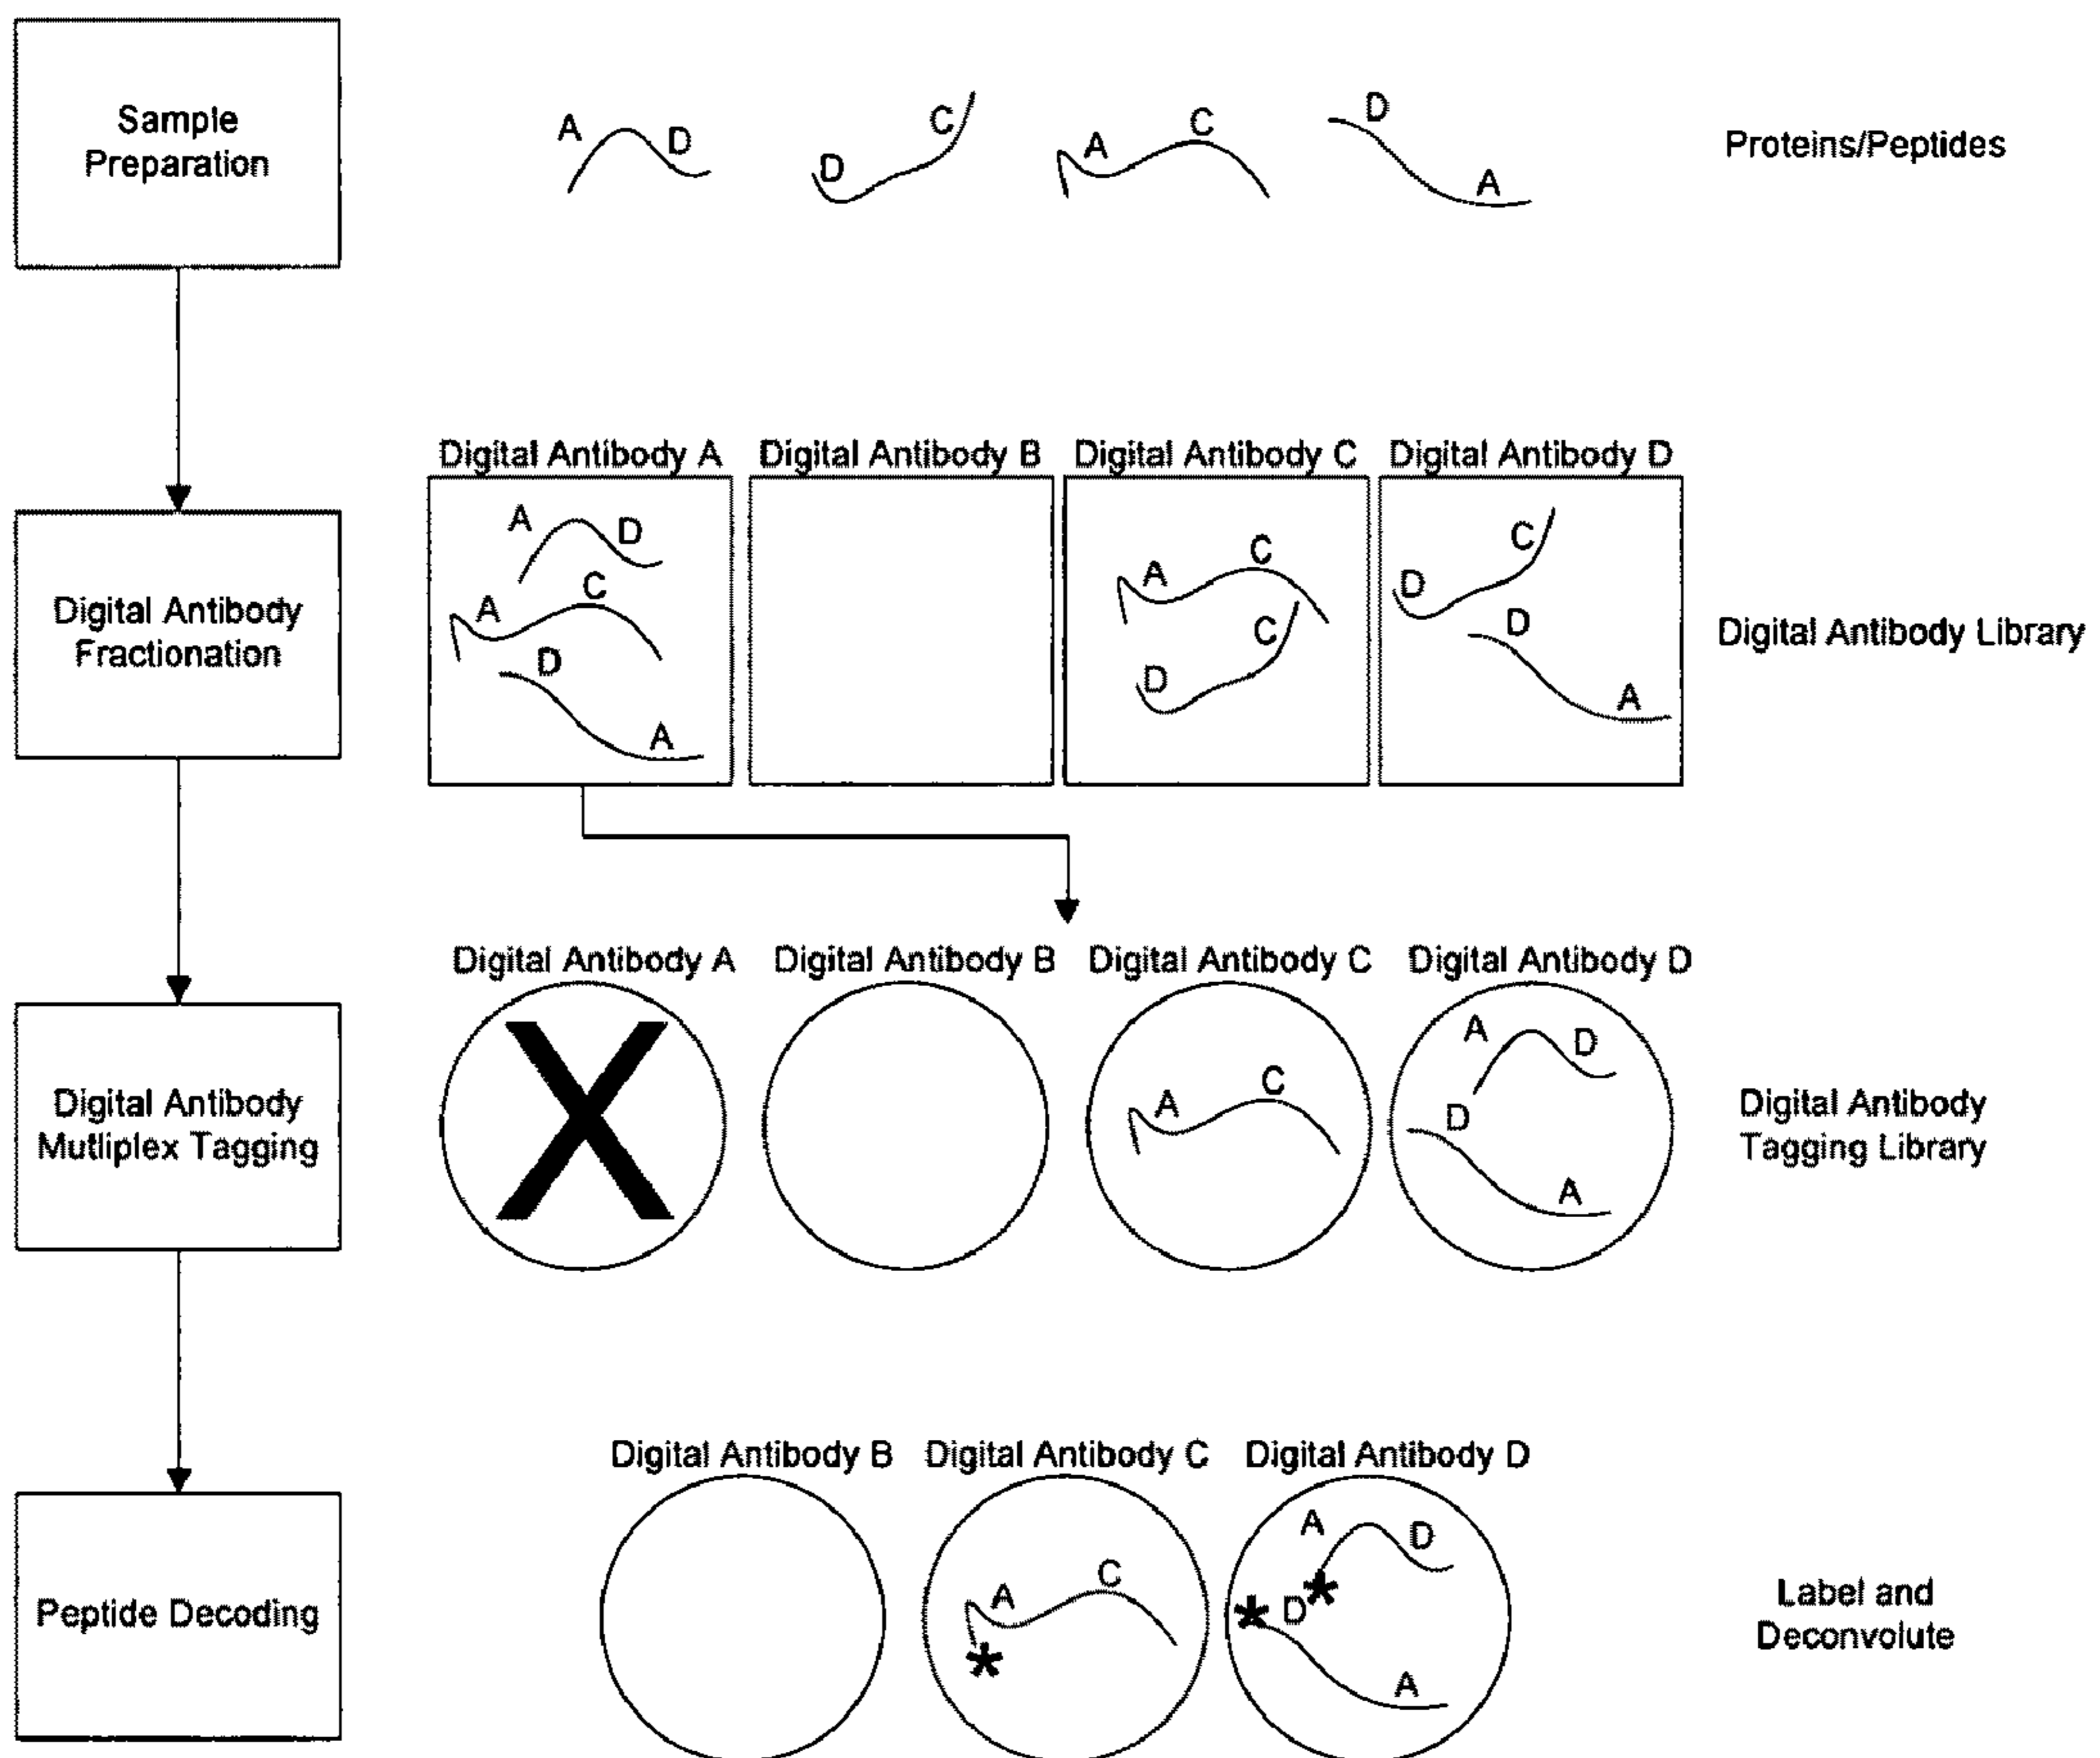 Sample
Preparation
A
D
D
C
A
C
D
A
Proteins/Peptides
Digital Antibody A
Digital Antibody B
Digital Antibody C
Digital Antibody D
Digital Antibody
Fractionation
A
D
A
C
D
A
A
C
C
D
C
D
D
A
Digital Antibody Library
Digital Antibody A
Digital Antibody B
Digital Antibody C
Digital Antibody D
Digital Antibody
Mutliplex Tagging
X
A
C
A
D
D
A
Digital Antibody
Tagging Library
Digital Antibody B
Digital Antibody C
Digital Antibody D
Peptide Decoding
A
C
*
A
D
* D *
A
Label and
Deconvolute